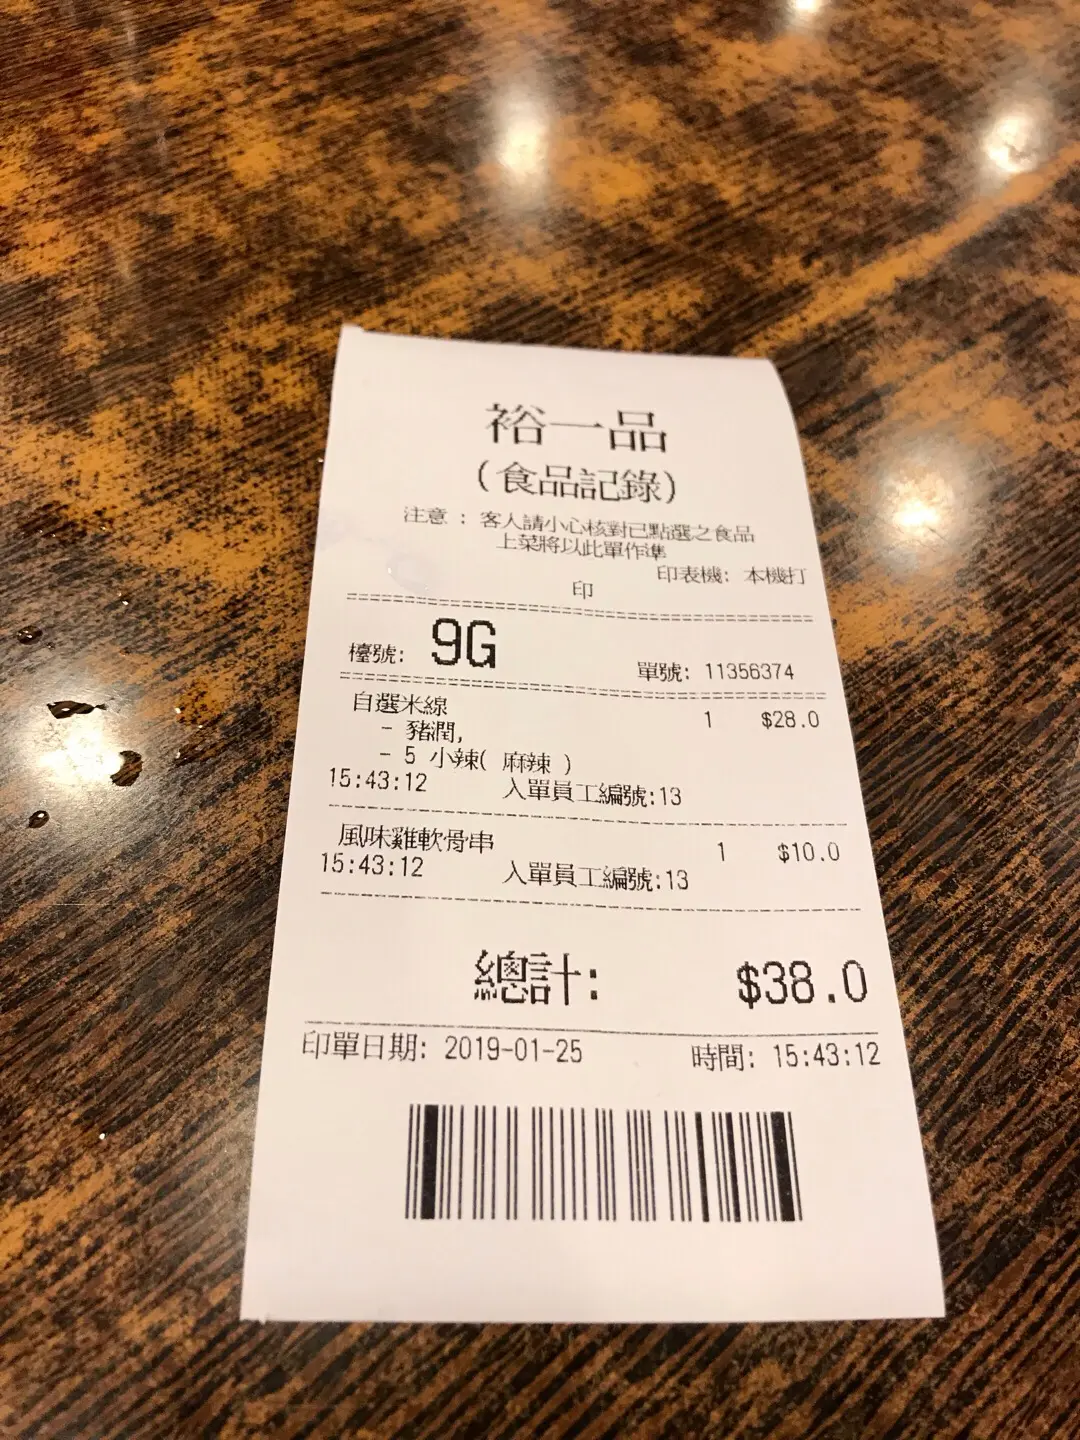 裕一品
(食品記錄)
注意 : 客人請小心核對已點選之食品
上菜將以此單作準
印表機: 本機打
印
檯號: 9G 單號: 11356374
自選米線 1 $28.0
- 豬潤,
- 5 小辣( 麻辣 )
15:43:12 入單員工編號:13
風味雞軟骨串 1 $10.0
15:43:12 入單員工編號:13
總計: $38.0
印單日期: 2019-01-25 時間: 15:43:12